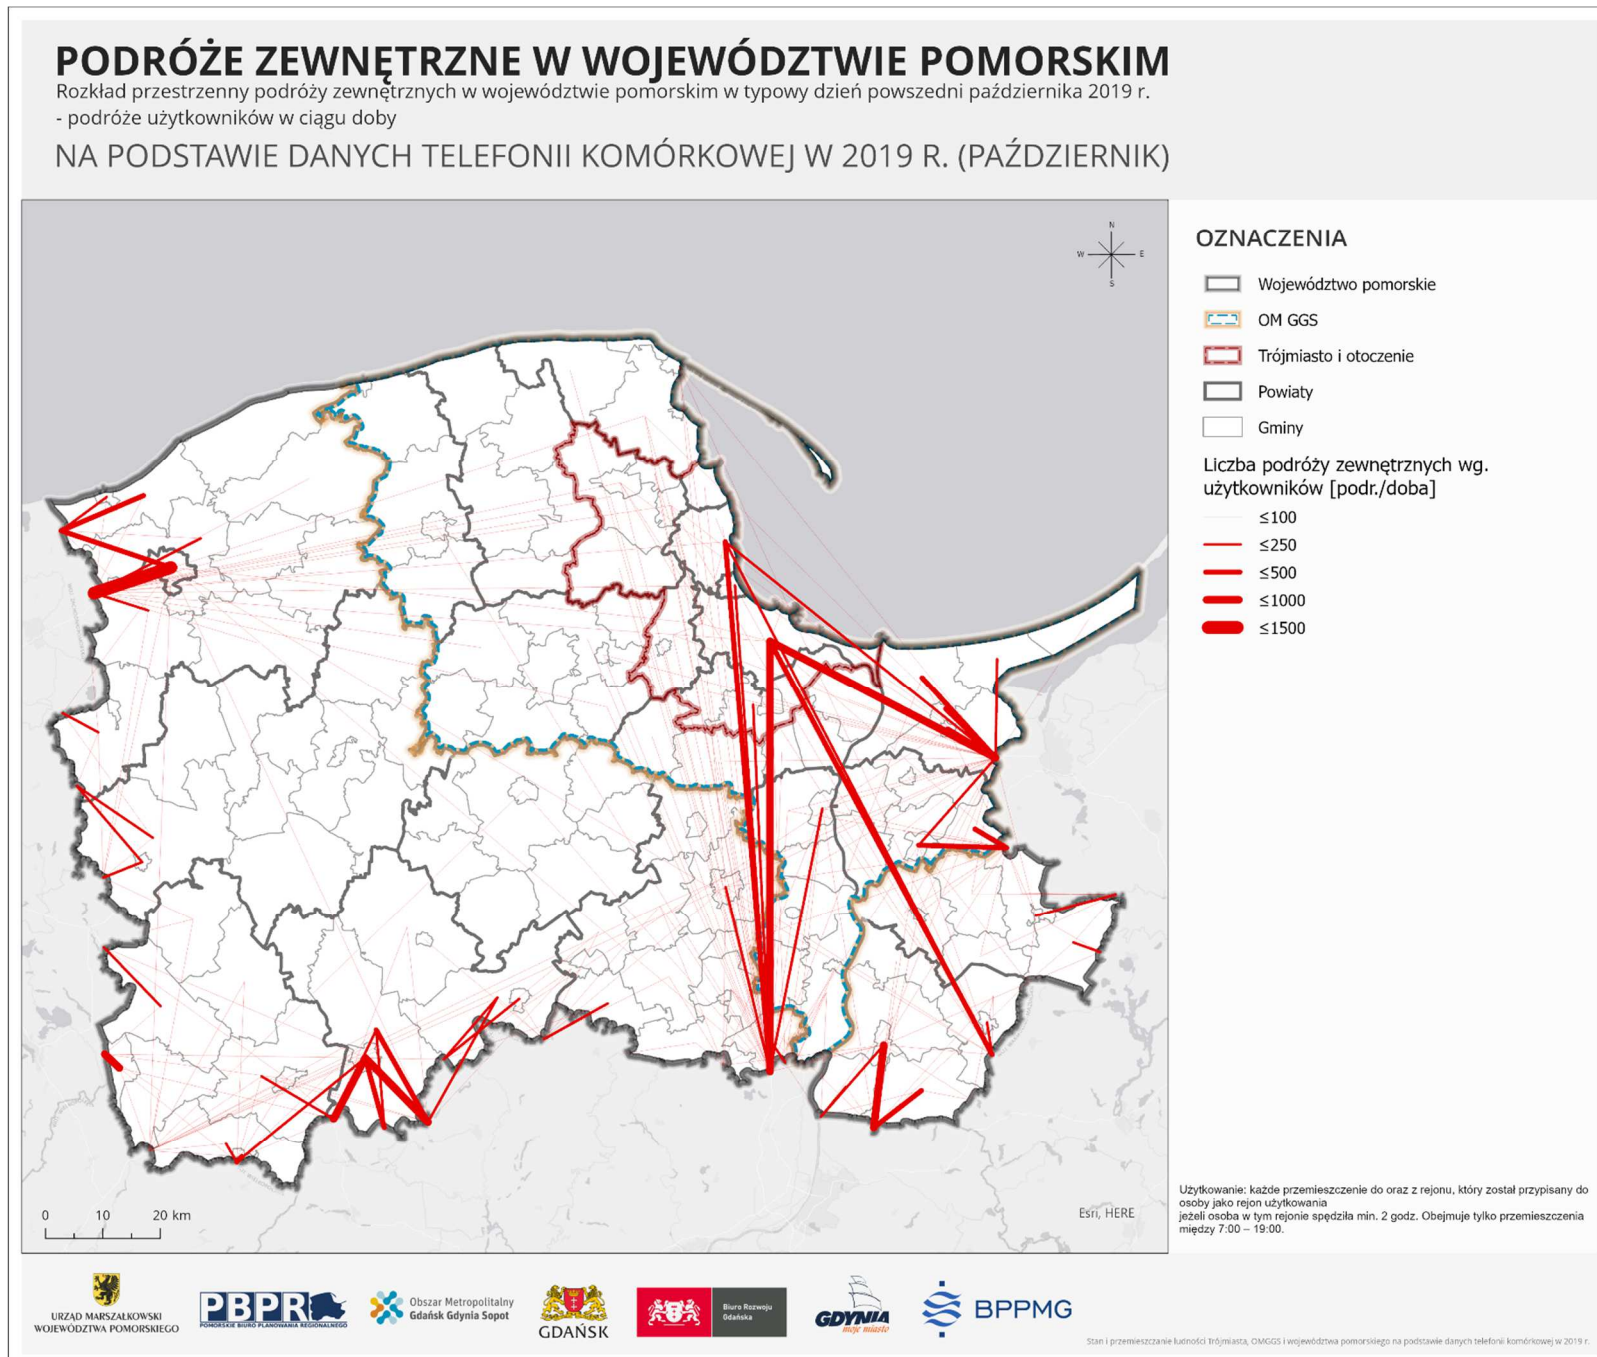 PODRÓŻE ZEWNĘTRZNE W WOJEWÓDZTWIE POMORSKIM
Rozkład przestrzenny podróży zewnętrznych w województwie pomorskim w typowy dzień powszedni października 2019 r.
- podróże użytkowników w ciągu doby
NA PODSTAWIE DANYCH TELEFONII KOMÓRKOWEJ W 2019 R. (PAŹDZIERNIK)
N
W E
S
OZNACZENIA
Województwo pomorskie
OM GGS
Trójmiasto i otoczenie
Powiaty
Gminy
Liczba podróży zewnętrznych wg.
użytkowników [podr./doba]
≤100
≤250
≤500
≤1000
≤1500
0 10 20 km
Esri, HERE
Użytkowanie: każde przemieszczenie do oraz z rejonu, który został przypisany do
osoby jako rejon użytkowania
jeżeli osoba w tym rejonie spędziła min. 2 godz. Obejmuje tylko przemieszczenia
między 7:00 – 19:00.
URZĄD MARSZAŁKOWSKI
WOJEWÓDZTWA POMORSKIEGO
PBPR
POMORSKIE BIURO PLANOWANIA REGIONALNEGO
Obszar Metropolitalny
Gdańsk Gdynia Sopot
GDAŃSK
Biuro Rozwoju
Gdańska
GDYNIA
moje miasto
BPPMG
Stan i przemieszczanie ludności Trójmiasta, OMGGS i województwa pomorskiego na podstawie danych telefonii komórkowej w 2019 r.